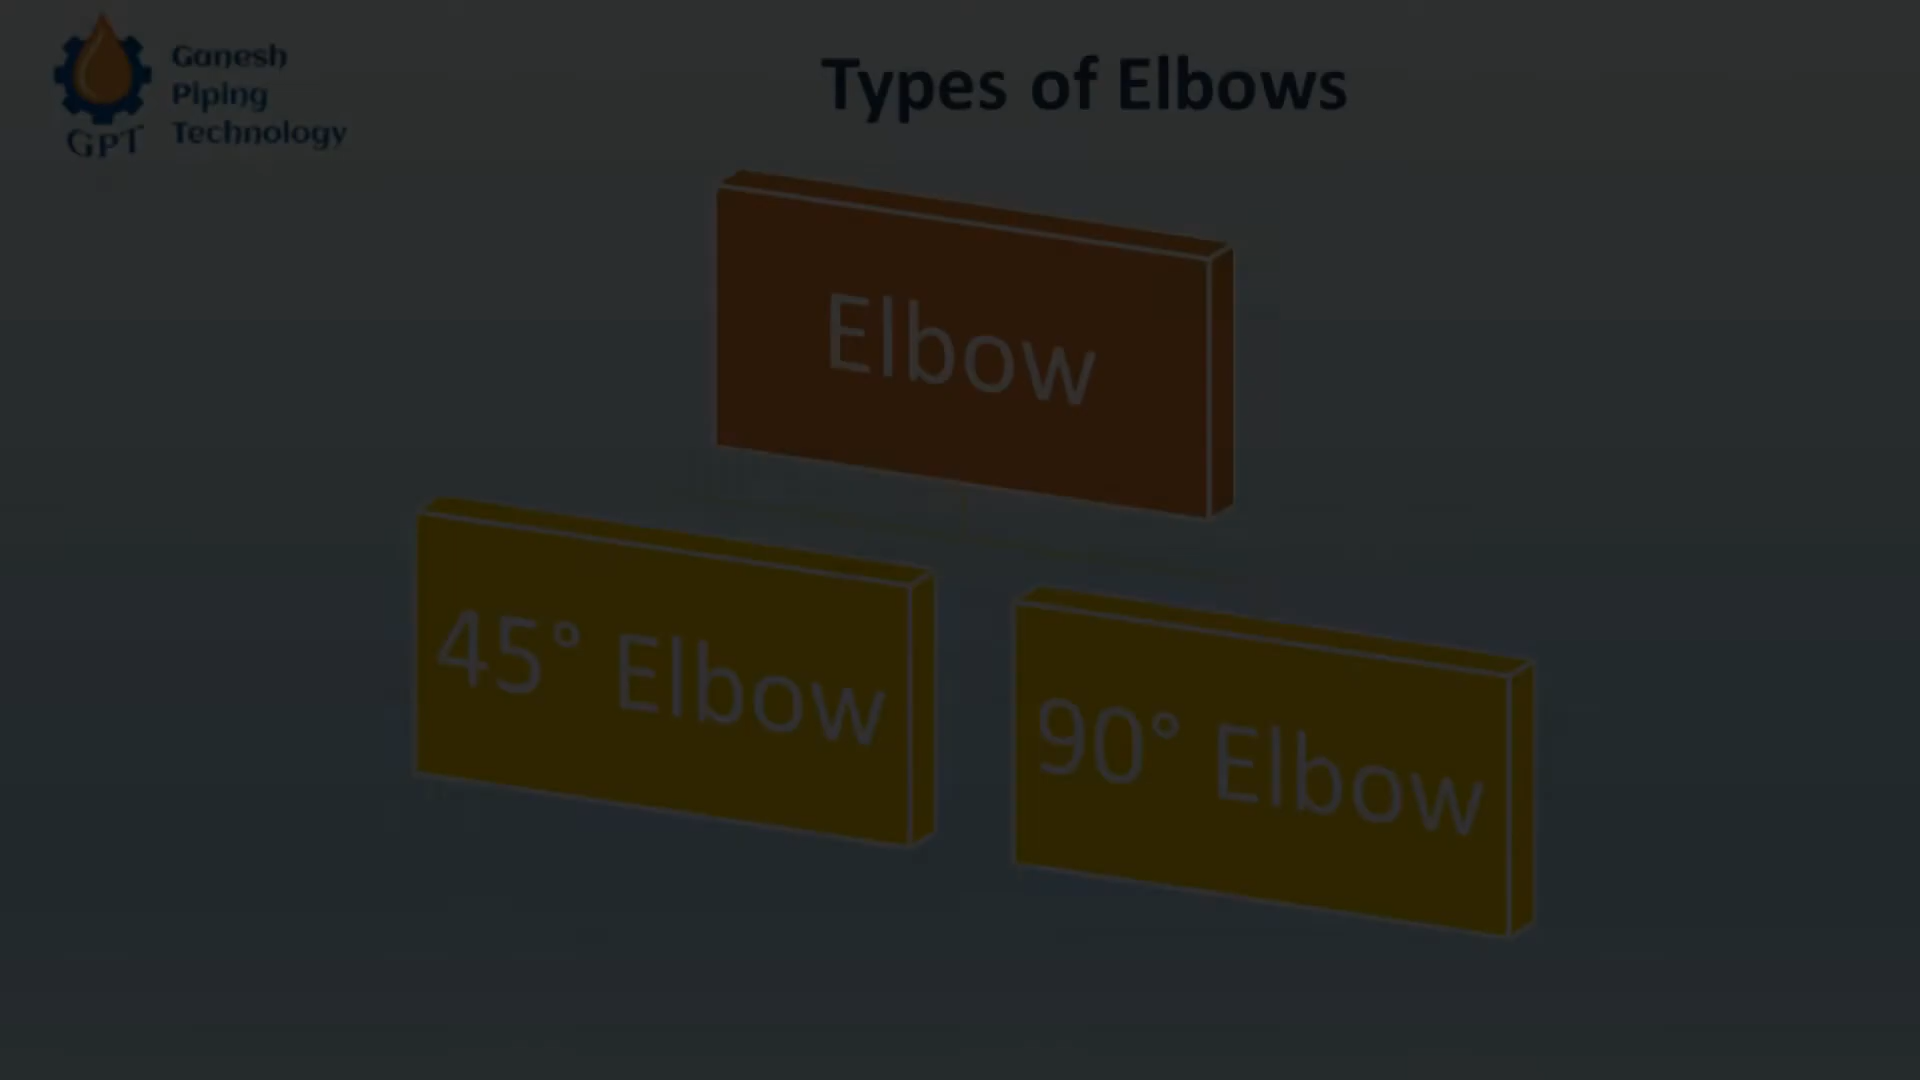 Ganesh
Piping
Technology
GPT
Types of Elbows
Elbow
45° Elbow
90° Elbow